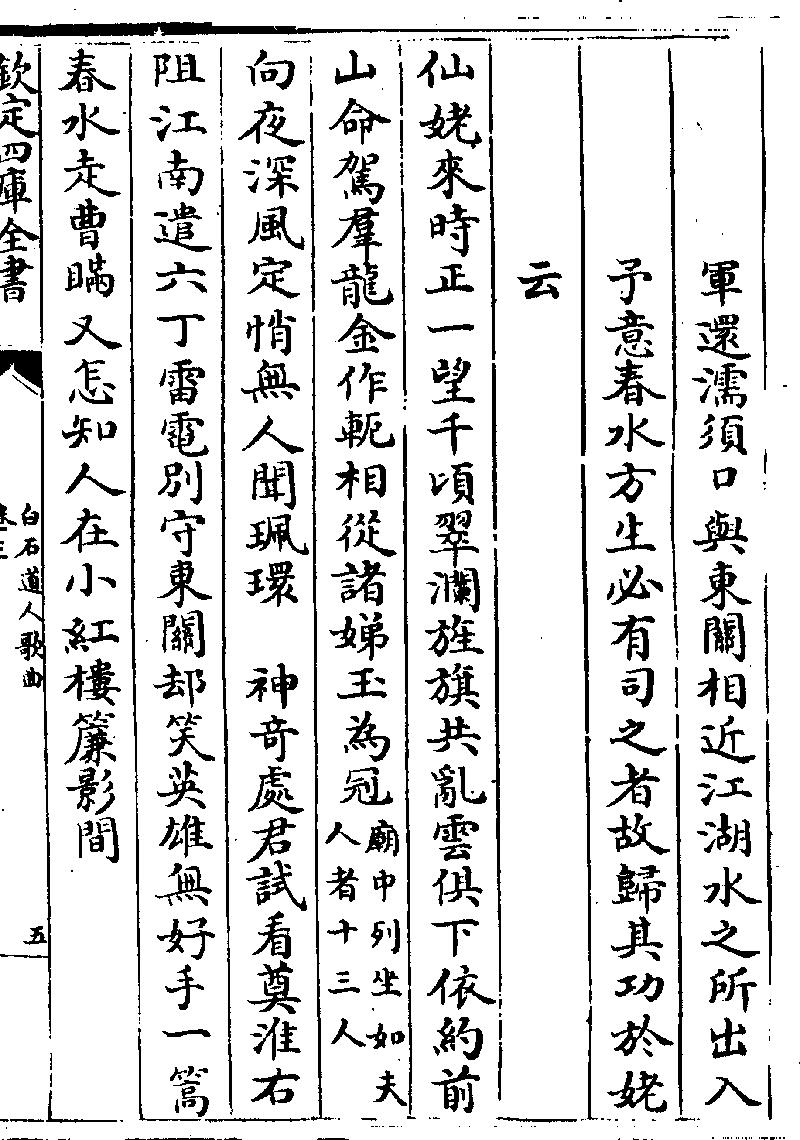 軍還濡須口與東關相近江湖水之所出入
予意春水方生必有司之者故歸其功於姥
云
仙姥來時正一望千頃翠瀾旌旗共亂雲俱下依約前
山命駕羣龍金作軛相從諸娣玉為冠廟中列坐如夫人者十三人
向夜深風定悄無人聞珮環　神奇處君試看奠淮右
阻江南遣六丁雷電別守東關却笑英雄無好手一篙
春水走曹瞞又怎知人在小紅樓簾影間
欽定四庫全書
白石道人歌曲
卷三
五